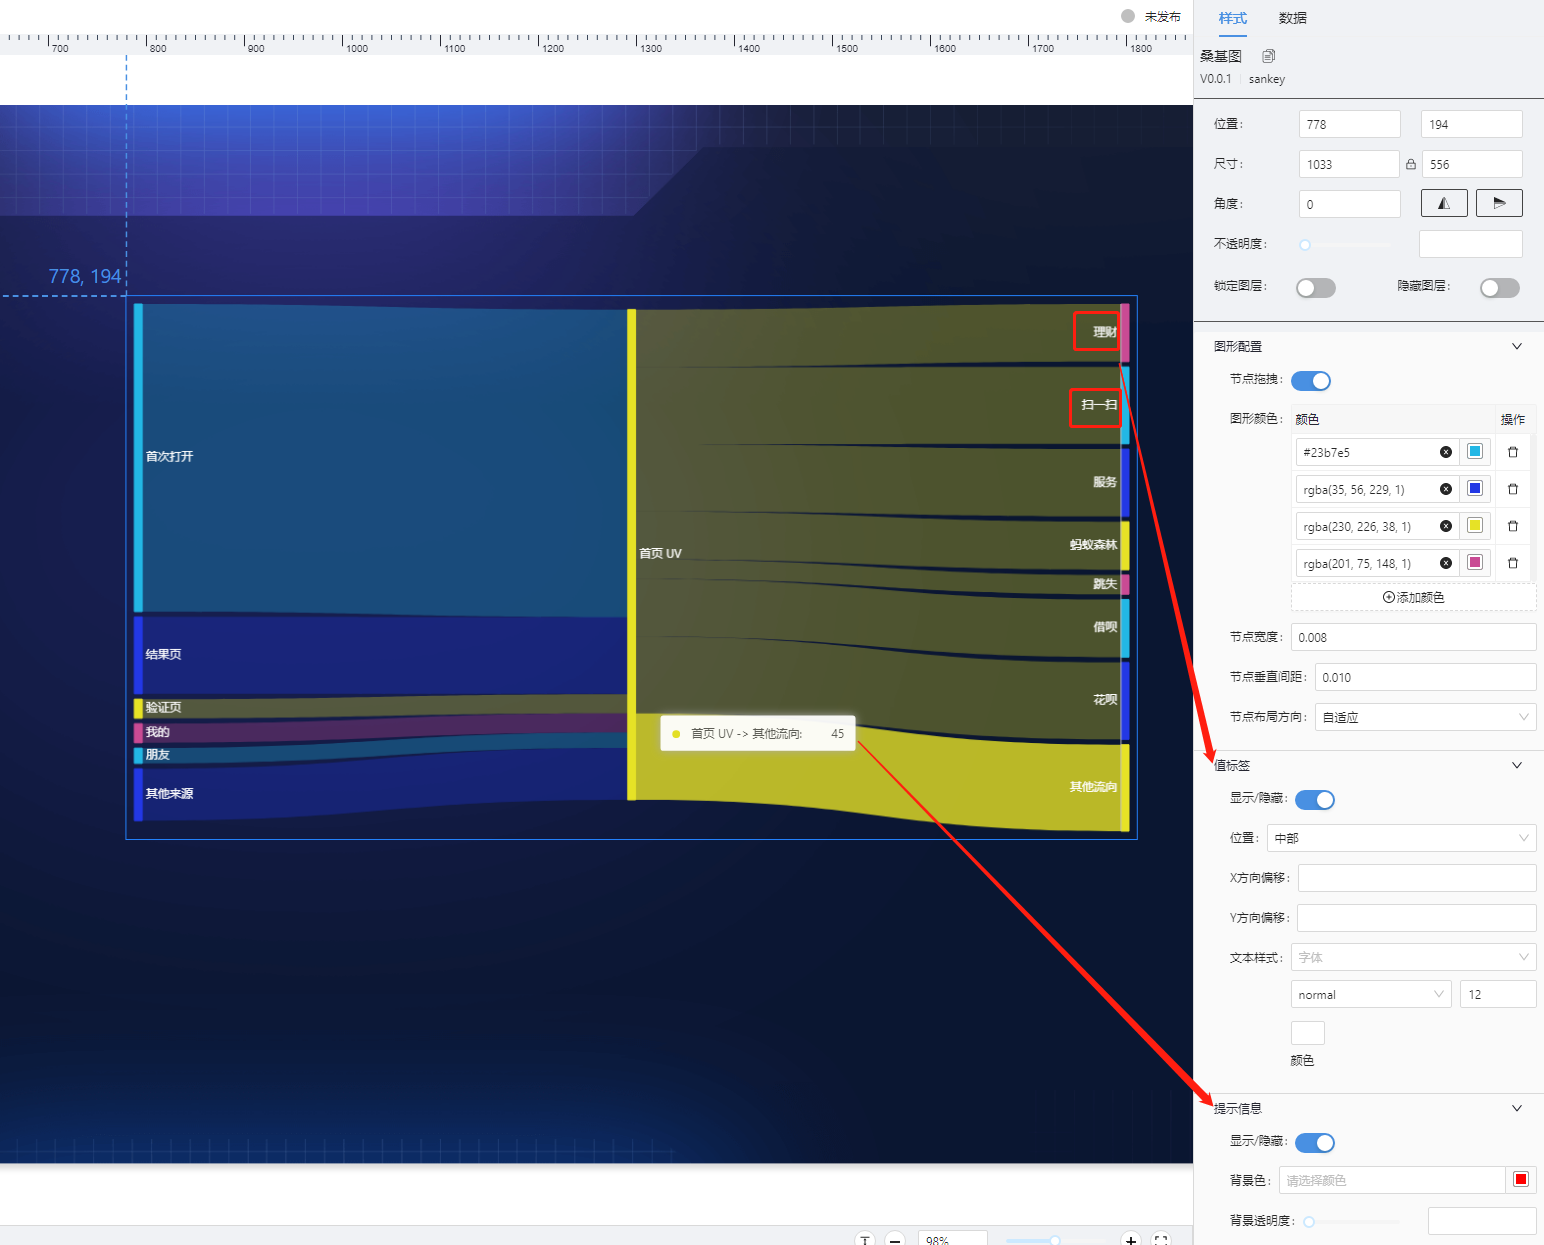 未发布
700 800 900 1000 1100 1200 1300 1400 1500 1600 1700 1800
778, 194
首次打开
结果页
验证页
我的
朋友
其他来源
首页 UV
首页 UV -> 其他流向: 45
理财
扫一扫
服务
蚂蚁森林
跳失
借呗
花呗
其他流向
98%
样式 数据
桑基图
V0.0.1 sankey
位置: 778 194
尺寸: 1033 556
角度: 0
不透明度:
锁定图层: 隐藏图层:
图形配置
节点拖拽:
图形颜色: 颜色 操作
#23b7e5
rgba(35, 56, 229, 1)
rgba(230, 226, 38, 1)
rgba(201, 75, 148, 1)
添加颜色
节点宽度: 0.008
节点垂直间距: 0.010
节点布局方向: 自适应
值标签
显示/隐藏:
位置: 中部
X方向偏移:
Y方向偏移:
文本样式: 字体
normal 12
颜色
提示信息
显示/隐藏:
背景色: 请选择颜色
背景透明度: